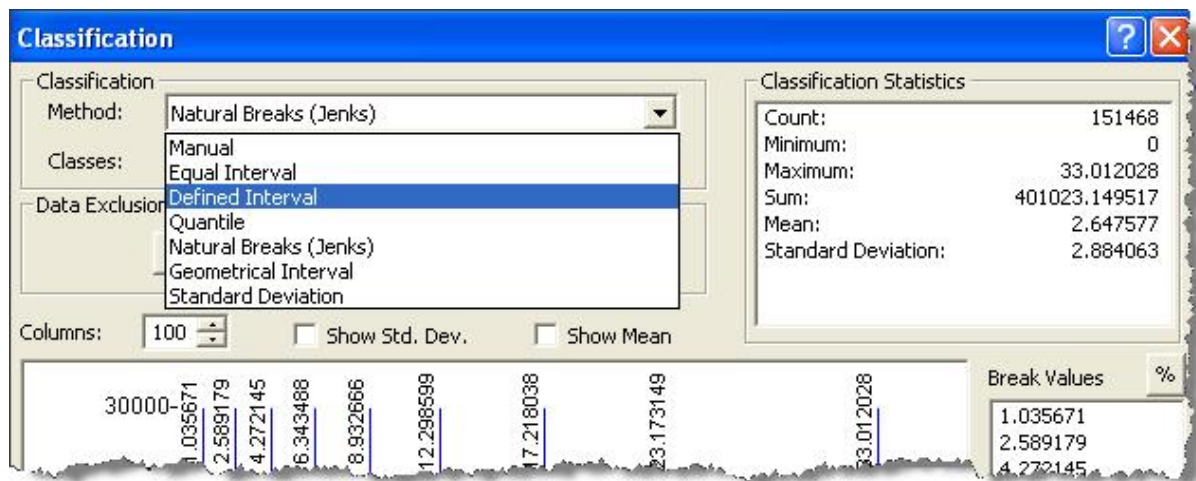 Classification
Classification
Method: Natural Breaks (Jenks)
Classes:
Manual
Equal Interval
Defined Interval
Quantile
Natural Breaks (Jenks)
Geometrical Interval
Standard Deviation
Data Exclusion
Classification Statistics
Count: 151468
Minimum: 0
Maximum: 33.012028
Sum: 401023.149517
Mean: 2.647577
Standard Deviation: 2.884063
Columns: 100 Show Std. Dev. Show Mean
30000-
1.035671
2.589179
4.272145
6.343488
8.932666
12.298599
17.218038
23.173149
33.012028
Break Values %
1.035671
2.589179
4.272145